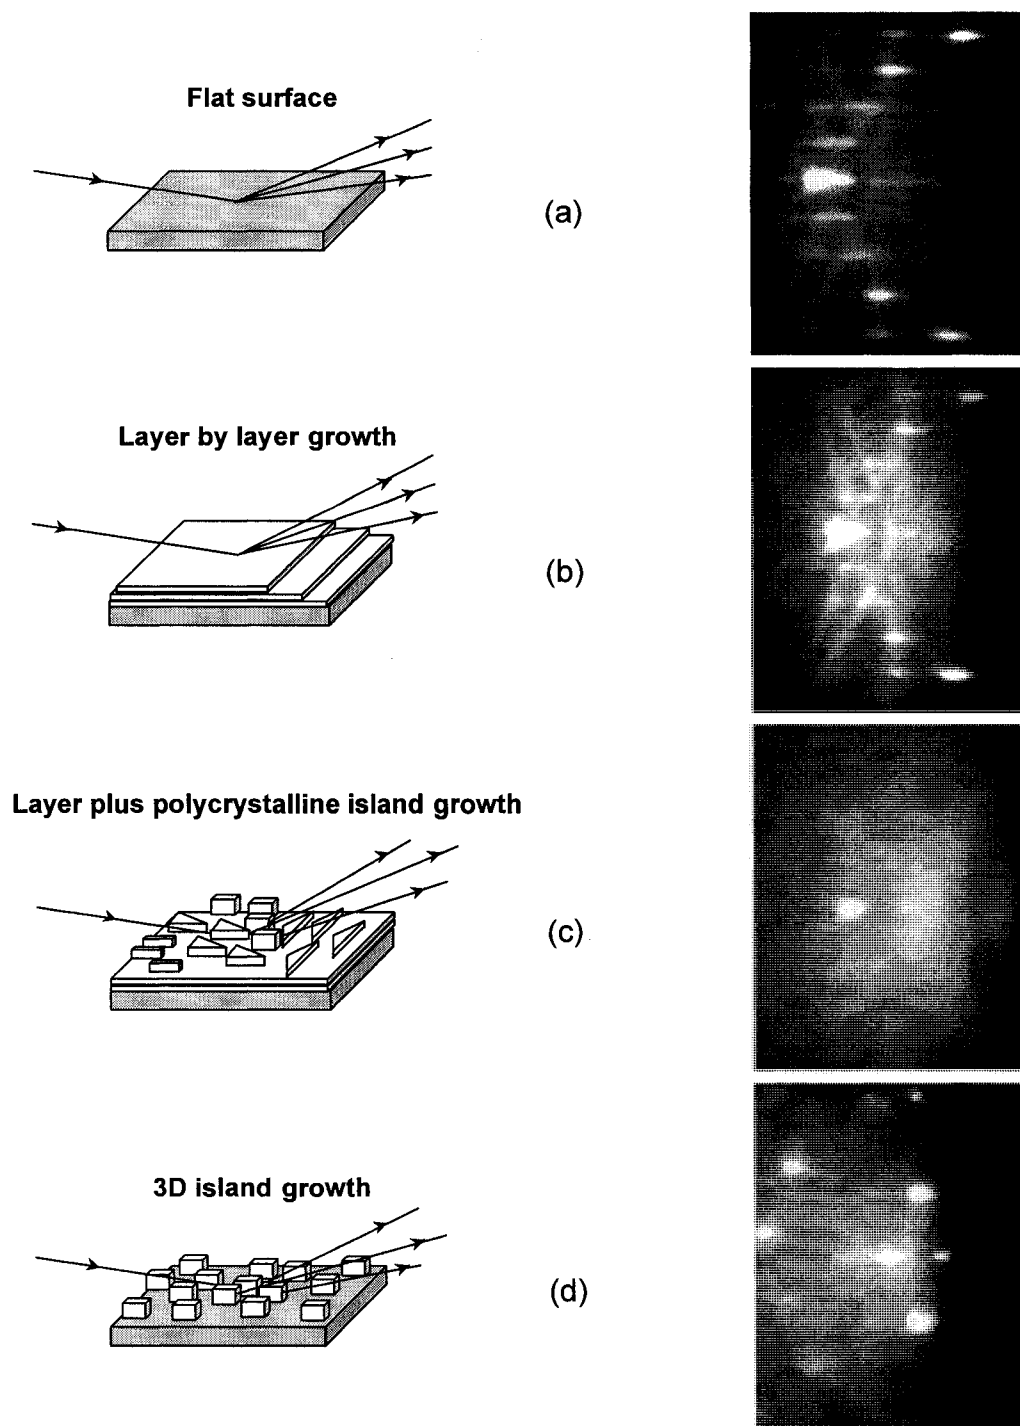 Flat surface
(a)
Layer by layer growth
(b)
Layer plus polycrystalline island growth
(c)
3D island growth
(d)